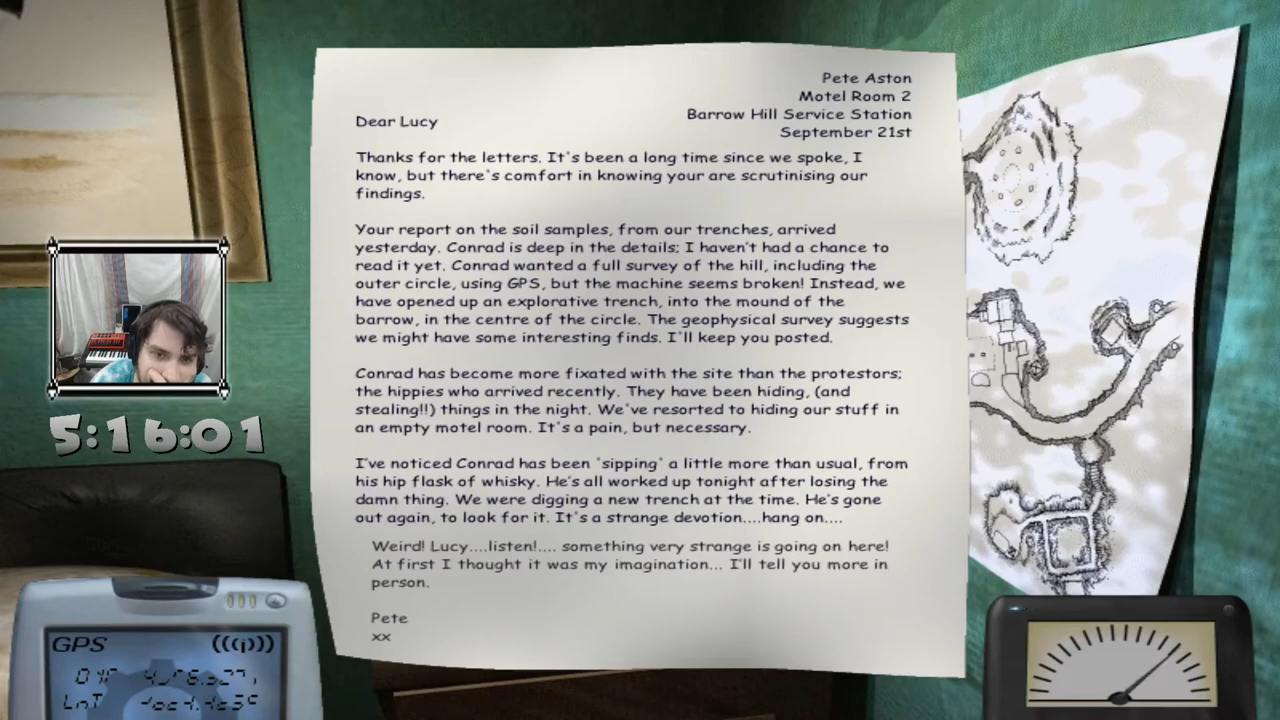 Pete Aston
Motel Room 2
Barrow Hill Service Station
September 21st
Dear Lucy
Thanks for the letters. It's been a long time since we spoke, I
know, but there's comfort in knowing your are scrutinising our
findings.
Your report on the soil samples, from our trenches, arrived
yesterday. Conrad is deep in the details; I haven't had a chance to
read it yet. Conrad wanted a full survey of the hill, including the
outer circle, using GPS, but the machine seems broken! Instead, we
have opened up an explorative trench, into the mound of the
barrow, in the centre of the circle. The geophysical survey suggests
we might have some interesting finds. I'll keep you posted.
Conrad has become more fixated with the site than the protestors;
the hippies who arrived recently. They have been hiding, (and
stealing!!) things in the night. We've resorted to hiding our stuff in
an empty motel room. It's a pain, but necessary.
I've noticed Conrad has been 'sipping' a little more than usual, from
his hip flask of whisky. He's all worked up tonight after losing the
damn thing. We were digging a new trench at the time. He's gone
out again, to look for it. It's a strange devotion....hang on....
Weird! Lucy....listen!.... something very strange is going on here!
At first I thought it was my imagination... I'll tell you more in
person.
Pete
xx
5:16:01
GPS